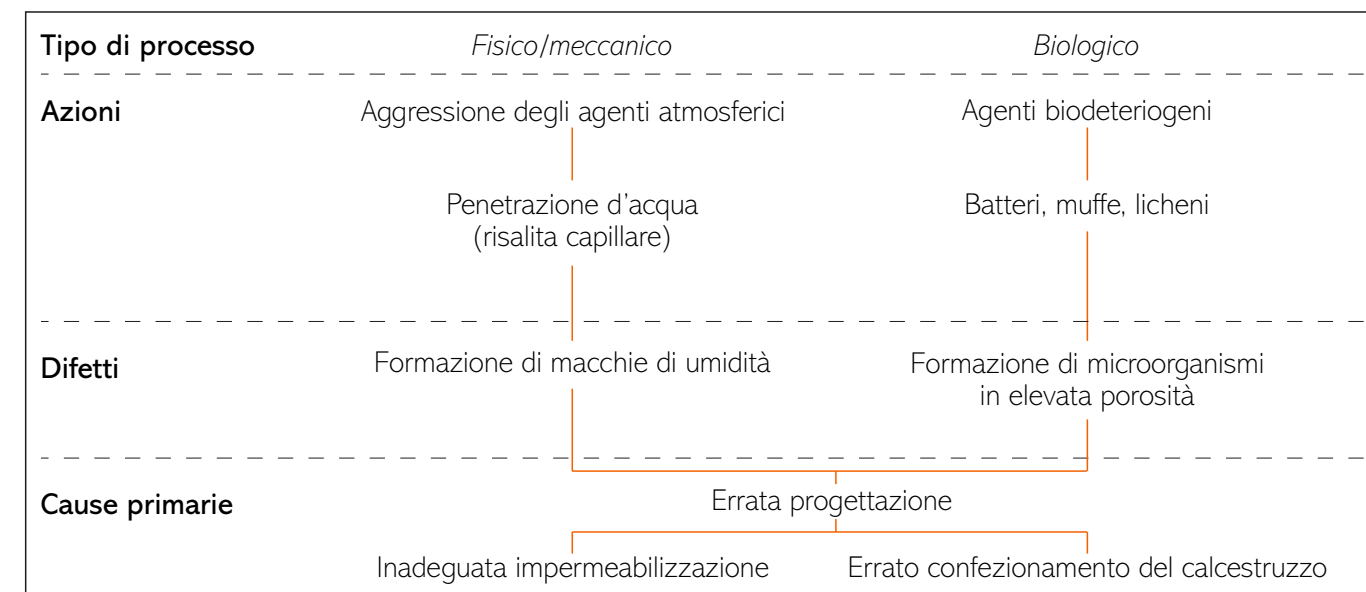 Tipo di processo Fisico/meccanico Biologico
Azioni Aggressione degli agenti atmosferici Agenti biodeteriogeni
Penetrazione d’acqua Batteri, muffe, licheni
(risalita capillare)
Difetti Formazione di macchie di umidità Formazione di microorganismi
in elevata porosità
Cause primarie Errata progettazione
Inadeguata impermeabilizzazione Errato confezionamento del calcestruzzo